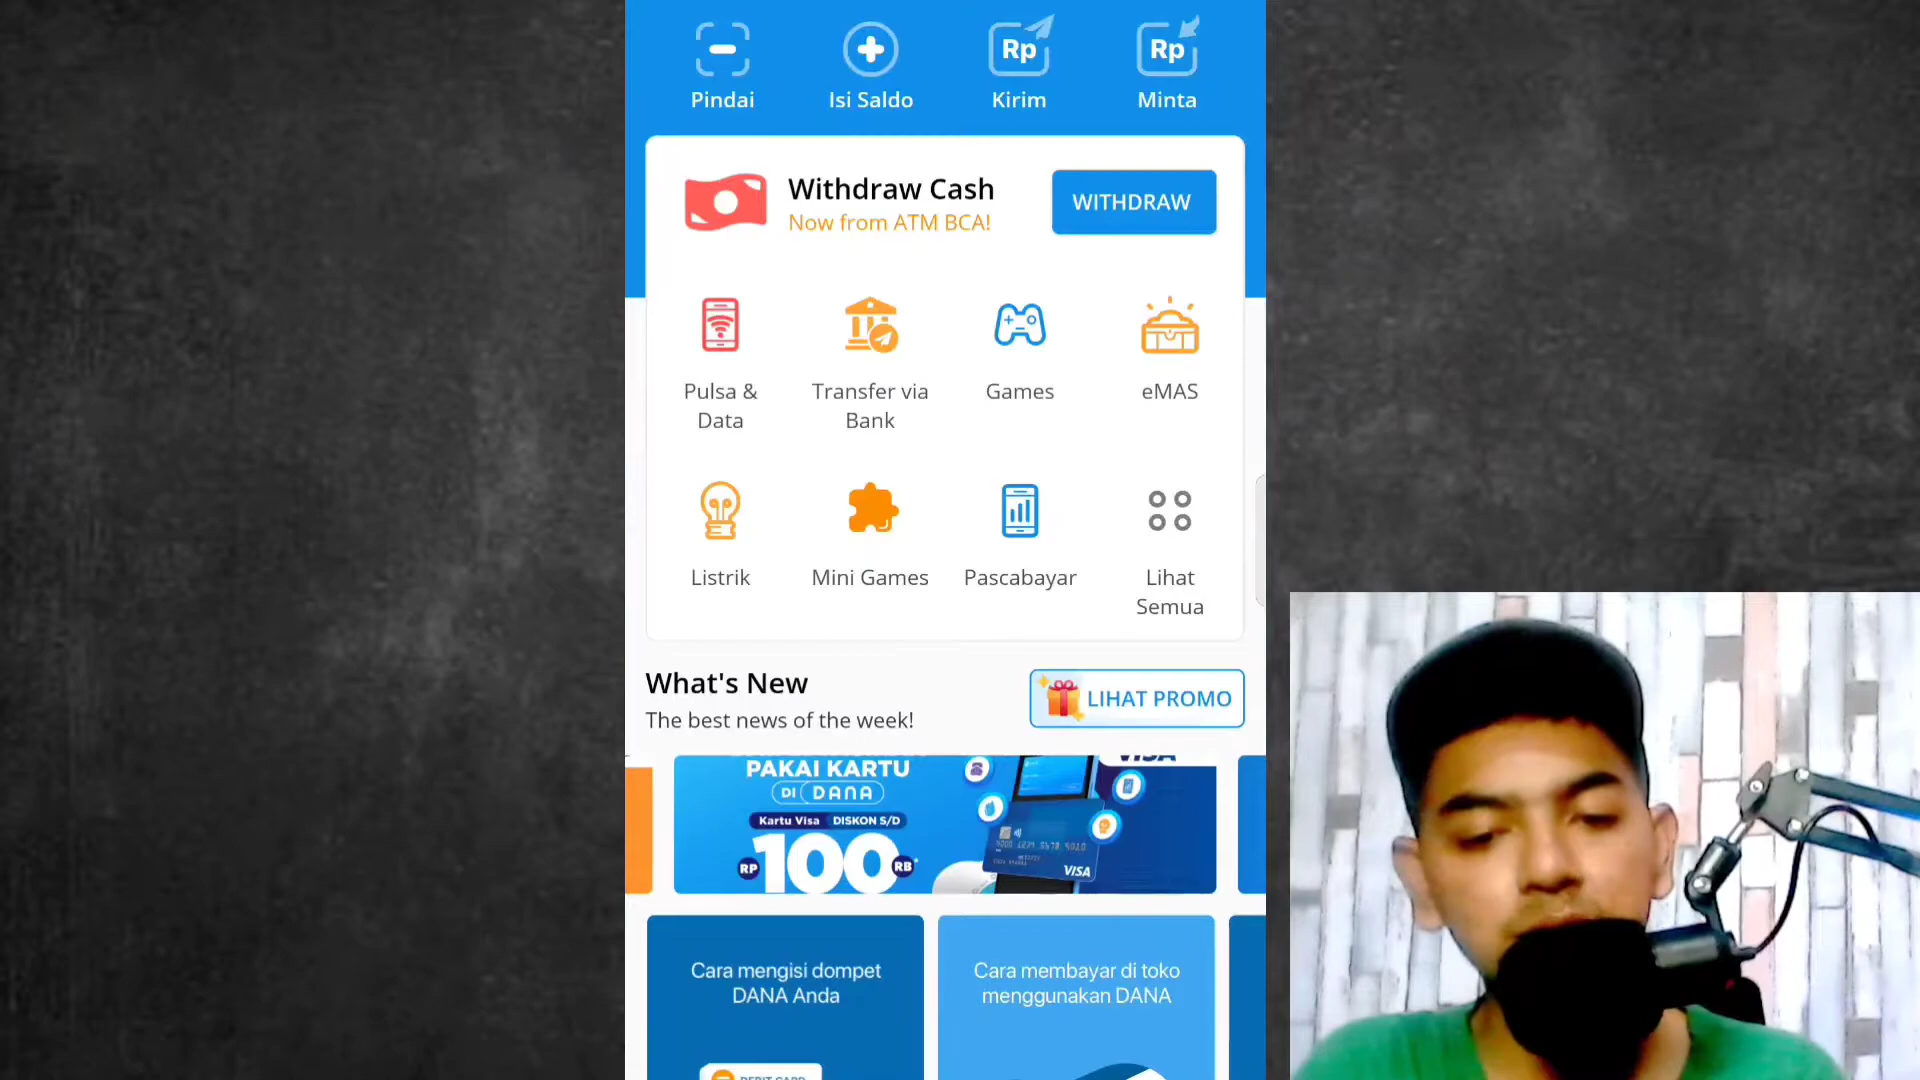 Rp
Rp
Pindai
Isi Saldo
Kirim
Minta
Withdraw Cash
Now from ATM BCA!
WITHDRAW
Pulsa &
Data
Transfer via
Bank
Games
eMAS
Listrik
Mini Games
Pascabayar
Lihat
Semua
What's New
The best news of the week!
LIHAT PROMO
PAKAI KARTU
DI DANA
Kartu Visa DISKON S/D
RP 100 RB*
VISA
VISA
Cara mengisi dompet
DANA Anda
Cara membayar di toko
menggunakan DANA
DEBIT CARD